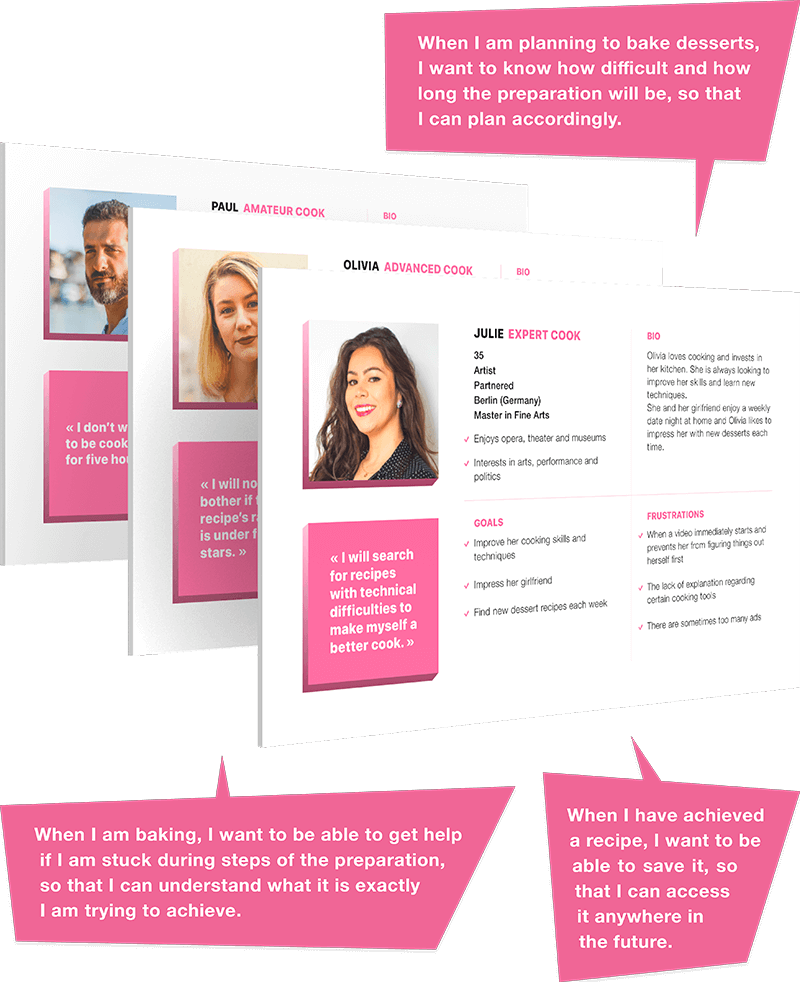 When I am planning to bake desserts,
I want to know how difficult and how
long the preparation will be, so that
I can plan accordingly.
PAUL AMATEUR COOK
BIO
« I don't
to be cook
for five
OLIVIA ADVANCED COOK
BIO
« I will
bother if
recipe's
is under
stars. »
JULIE EXPERT COOK
35
Artist
Partnered
Berlin (Germany)
Master in Fine Arts
✓ Enjoys opera, theater and museums
✓ Interests in arts, performance and
politics
BIO
Olivia loves cooking and invests in
her kitchen. She is always looking to
improve her skills and learn new
techniques.
She and her girlfriend enjoy a weekly
date night at home and Olivia likes to
impress her with new desserts each
time.
« I will search
for recipes
with technical
difficulties to
make myself a
better cook. »
GOALS
✓ Improve her cooking skills and
techniques
✓ Impress her girlfriend
✓ Find new dessert recipes each week
FRUSTRATIONS
✓ When a video immediately starts and
prevents her from figuring things out
herself first
✓ The lack of explanation regarding
certain cooking tools
✓ There are sometimes too many ads
When I am baking, I want to be able to get help
if I am stuck during steps of the preparation,
so that I can understand what it is exactly
I am trying to achieve.
When I have achieved
a recipe, I want to be
able to save it, so
that I can access
it anywhere in
the future.